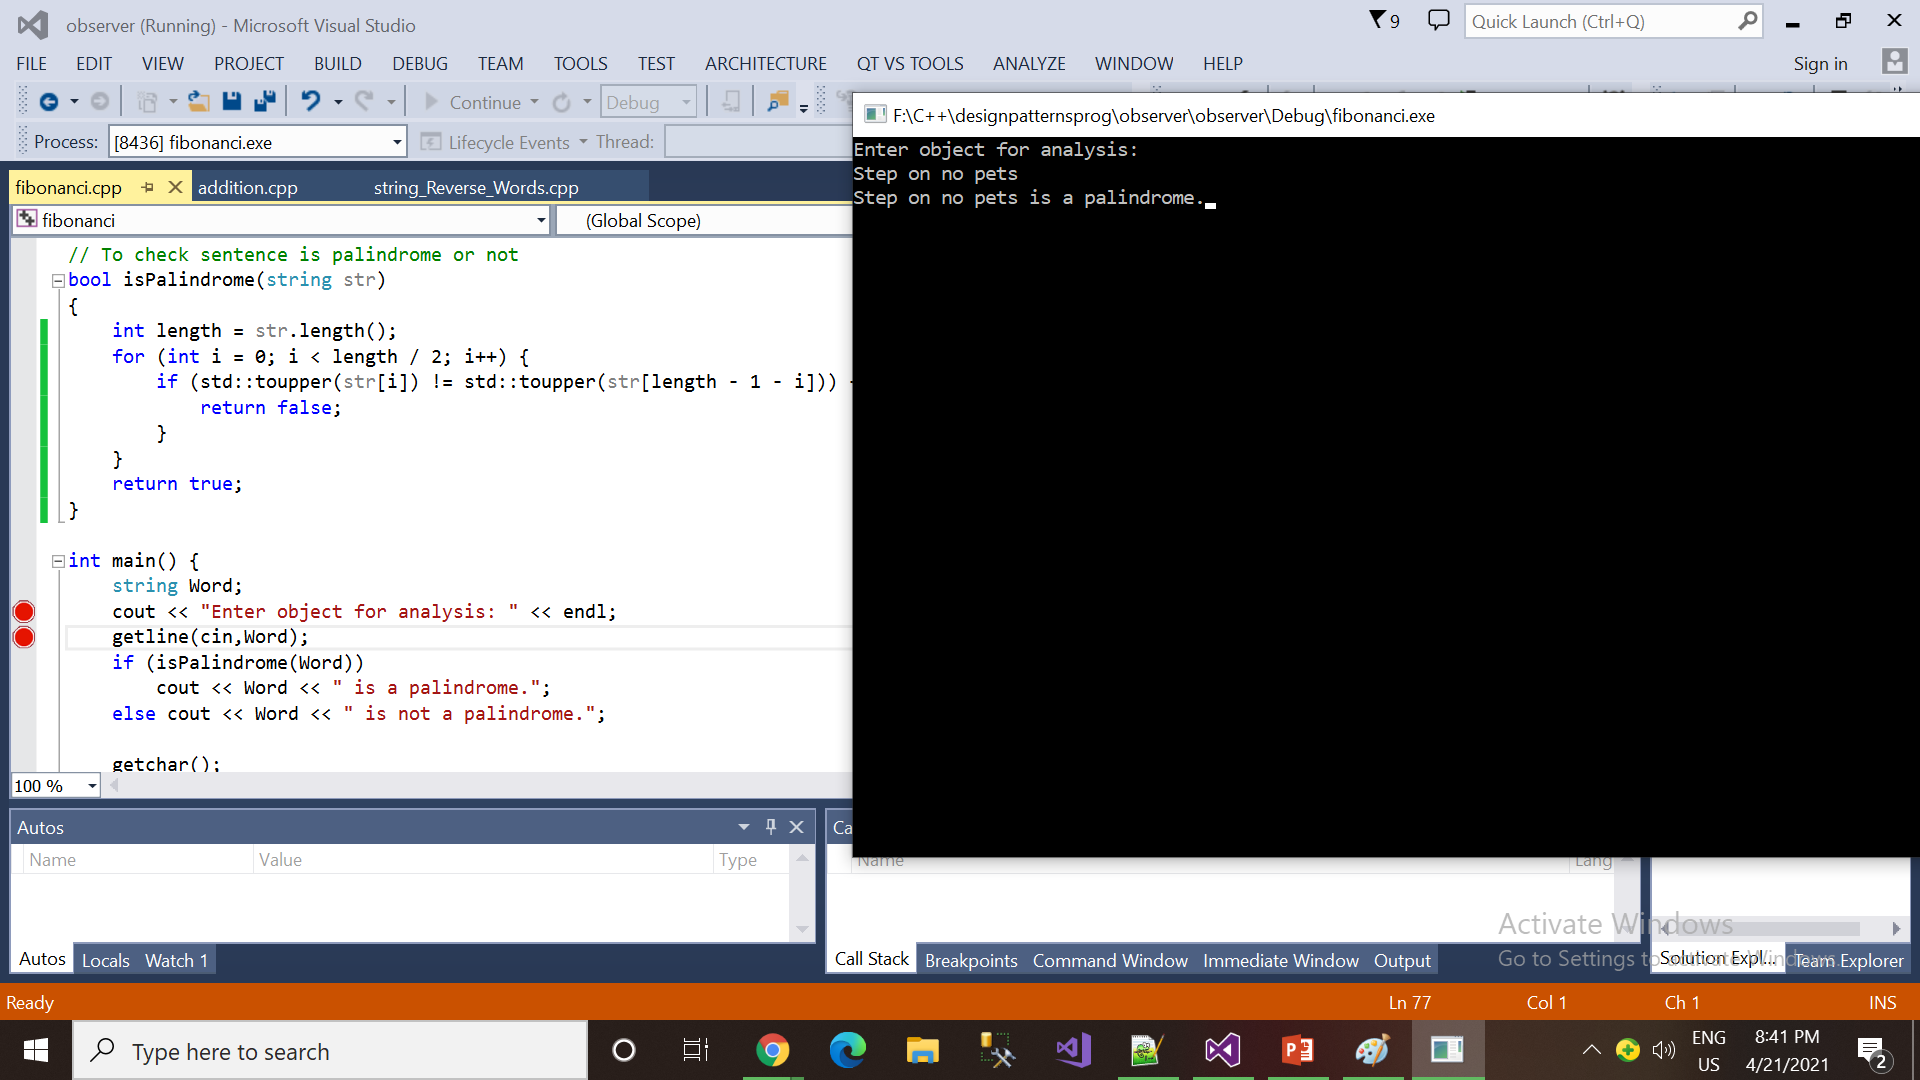 observer (Running) - Microsoft Visual Studio
9
Quick Launch (Ctrl+Q)
FILE EDIT VIEW PROJECT BUILD DEBUG TEAM TOOLS TEST ARCHITECTURE QT VS TOOLS ANALYZE WINDOW HELP
Sign in
Continue
Debug
Process: [8436] fibonanci.exe
Lifecycle Events
Thread:
F:\C++\designpatternsprog\observer\observer\Debug\fibonanci.exe
Enter object for analysis:
Step on no pets
Step on no pets is a palindrome.
fibonanci.cpp
addition.cpp
string_Reverse_Words.cpp
fibonanci
(Global Scope)
// To check sentence is palindrome or not
bool isPalindrome(string str)
{
int length = str.length();
for (int i = 0; i < length / 2; i++) {
if (std::toupper(str[i]) != std::toupper(str[length - 1 - i]))
return false;
}
}
return true;
}
int main() {
string Word;
cout << "Enter object for analysis: " << endl;
getline(cin,Word);
if (isPalindrome(Word))
cout << Word << " is a palindrome.";
else cout << Word << " is not a palindrome.";
getchar();
100 %
Autos
Name Value Type
Autos Locals Watch 1
Ca
Name Lang
Call Stack Breakpoints Command Window Immediate Window Output
Activate Windows
Go to Settings to activate Windows.
Solution Expl... Team Explorer
Ready
Ln 77 Col 1 Ch 1 INS
Type here to search
ENG
US
8:41 PM
4/21/2021
2